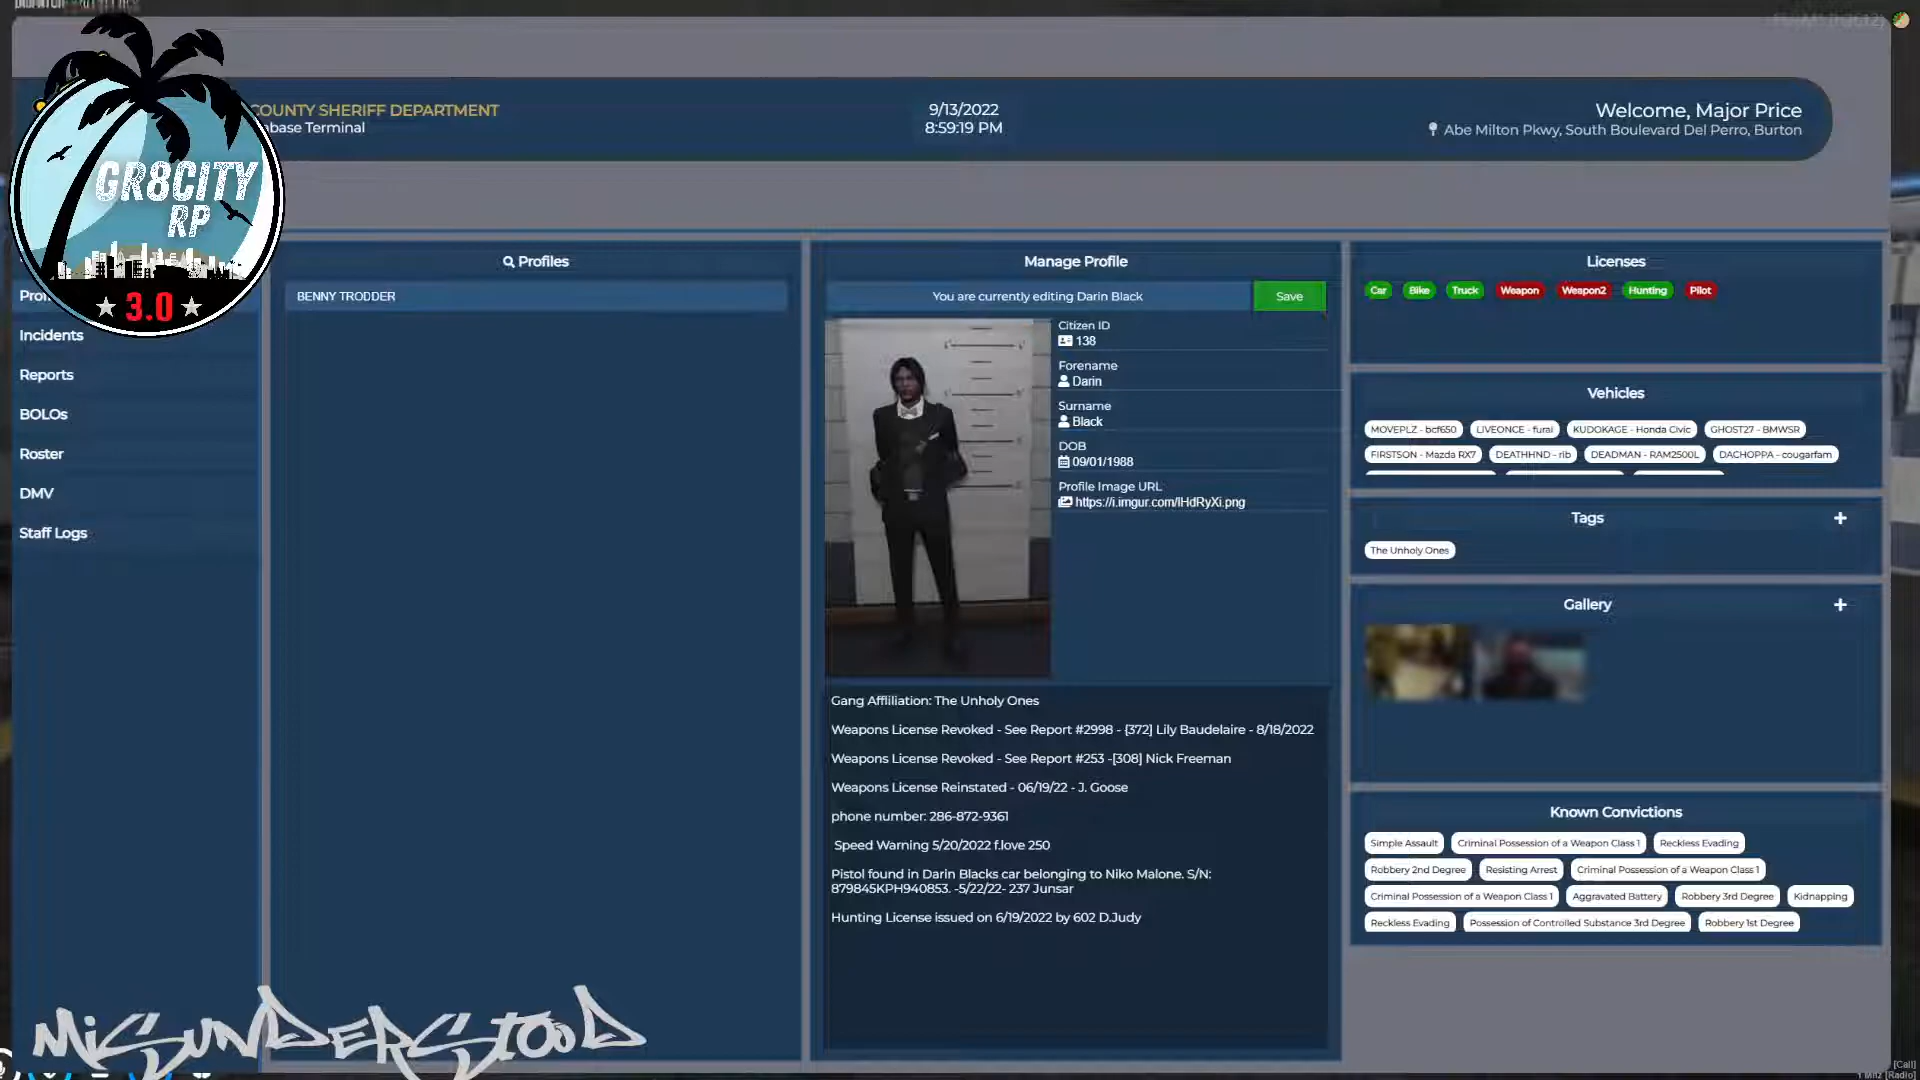 GR8CITY
RP
3.0
COUNTY SHERIFF DEPARTMENT
abase Terminal
9/13/2022
8:59:19 PM
Welcome, Major Price
Abe Milton Pkwy, South Boulevard Del Perro, Burton
Incidents
Reports
BOLOs
Roster
DMV
Staff Logs
Profiles
BENNY TRODDER
Manage Profile
You are currently editing Darin Black
Save
Citizen ID
138
Forename
Darin
Surname
Black
DOB
09/01/1988
Profile Image URL
https://i.imgur.com/lHdRyXi.png
Gang Affliliation: The Unholy Ones
Weapons License Revoked - See Report #2998 - [372] Lily Baudelaire - 8/18/2022
Weapons License Revoked - See Report #253 -[308] Nick Freeman
Weapons License Reinstated - 06/19/22 - J. Goose
phone number: 286-872-9361
Speed Warning 5/20/2022 f.love 250
Pistol found in Darin Blacks car belonging to Niko Malone. S/N:
879845KPH940853. -5/22/22- 237 Junsar
Hunting License issued on 6/19/2022 by 602 D.Judy
Licenses
Car Bike Truck Weapon Weapon2 Hunting Pilot
Vehicles
MOVEPLZ - bcf650 LIVEONCE - furai KUDOKAGE - Honda Civic GHOST27 - BMWSR
FIRSTSON - Mazda RX7 DEATHHND - rib DEADMAN - RAM2500L DACHOPPA - cougarfam
Tags
The Unholy Ones
Gallery
Known Convictions
Simple Assault Criminal Possession of a Weapon Class 1 Reckless Evading
Robbery 2nd Degree Resisting Arrest Criminal Possession of a Weapon Class 1
Criminal Possession of a Weapon Class 1 Aggravated Battery Robbery 3rd Degree Kidnapping
Reckless Evading Possession of Controlled Substance 3rd Degree Robbery 1st Degree
MiSUNDERSTOOD
[Call]
1 Mhz [Radio]